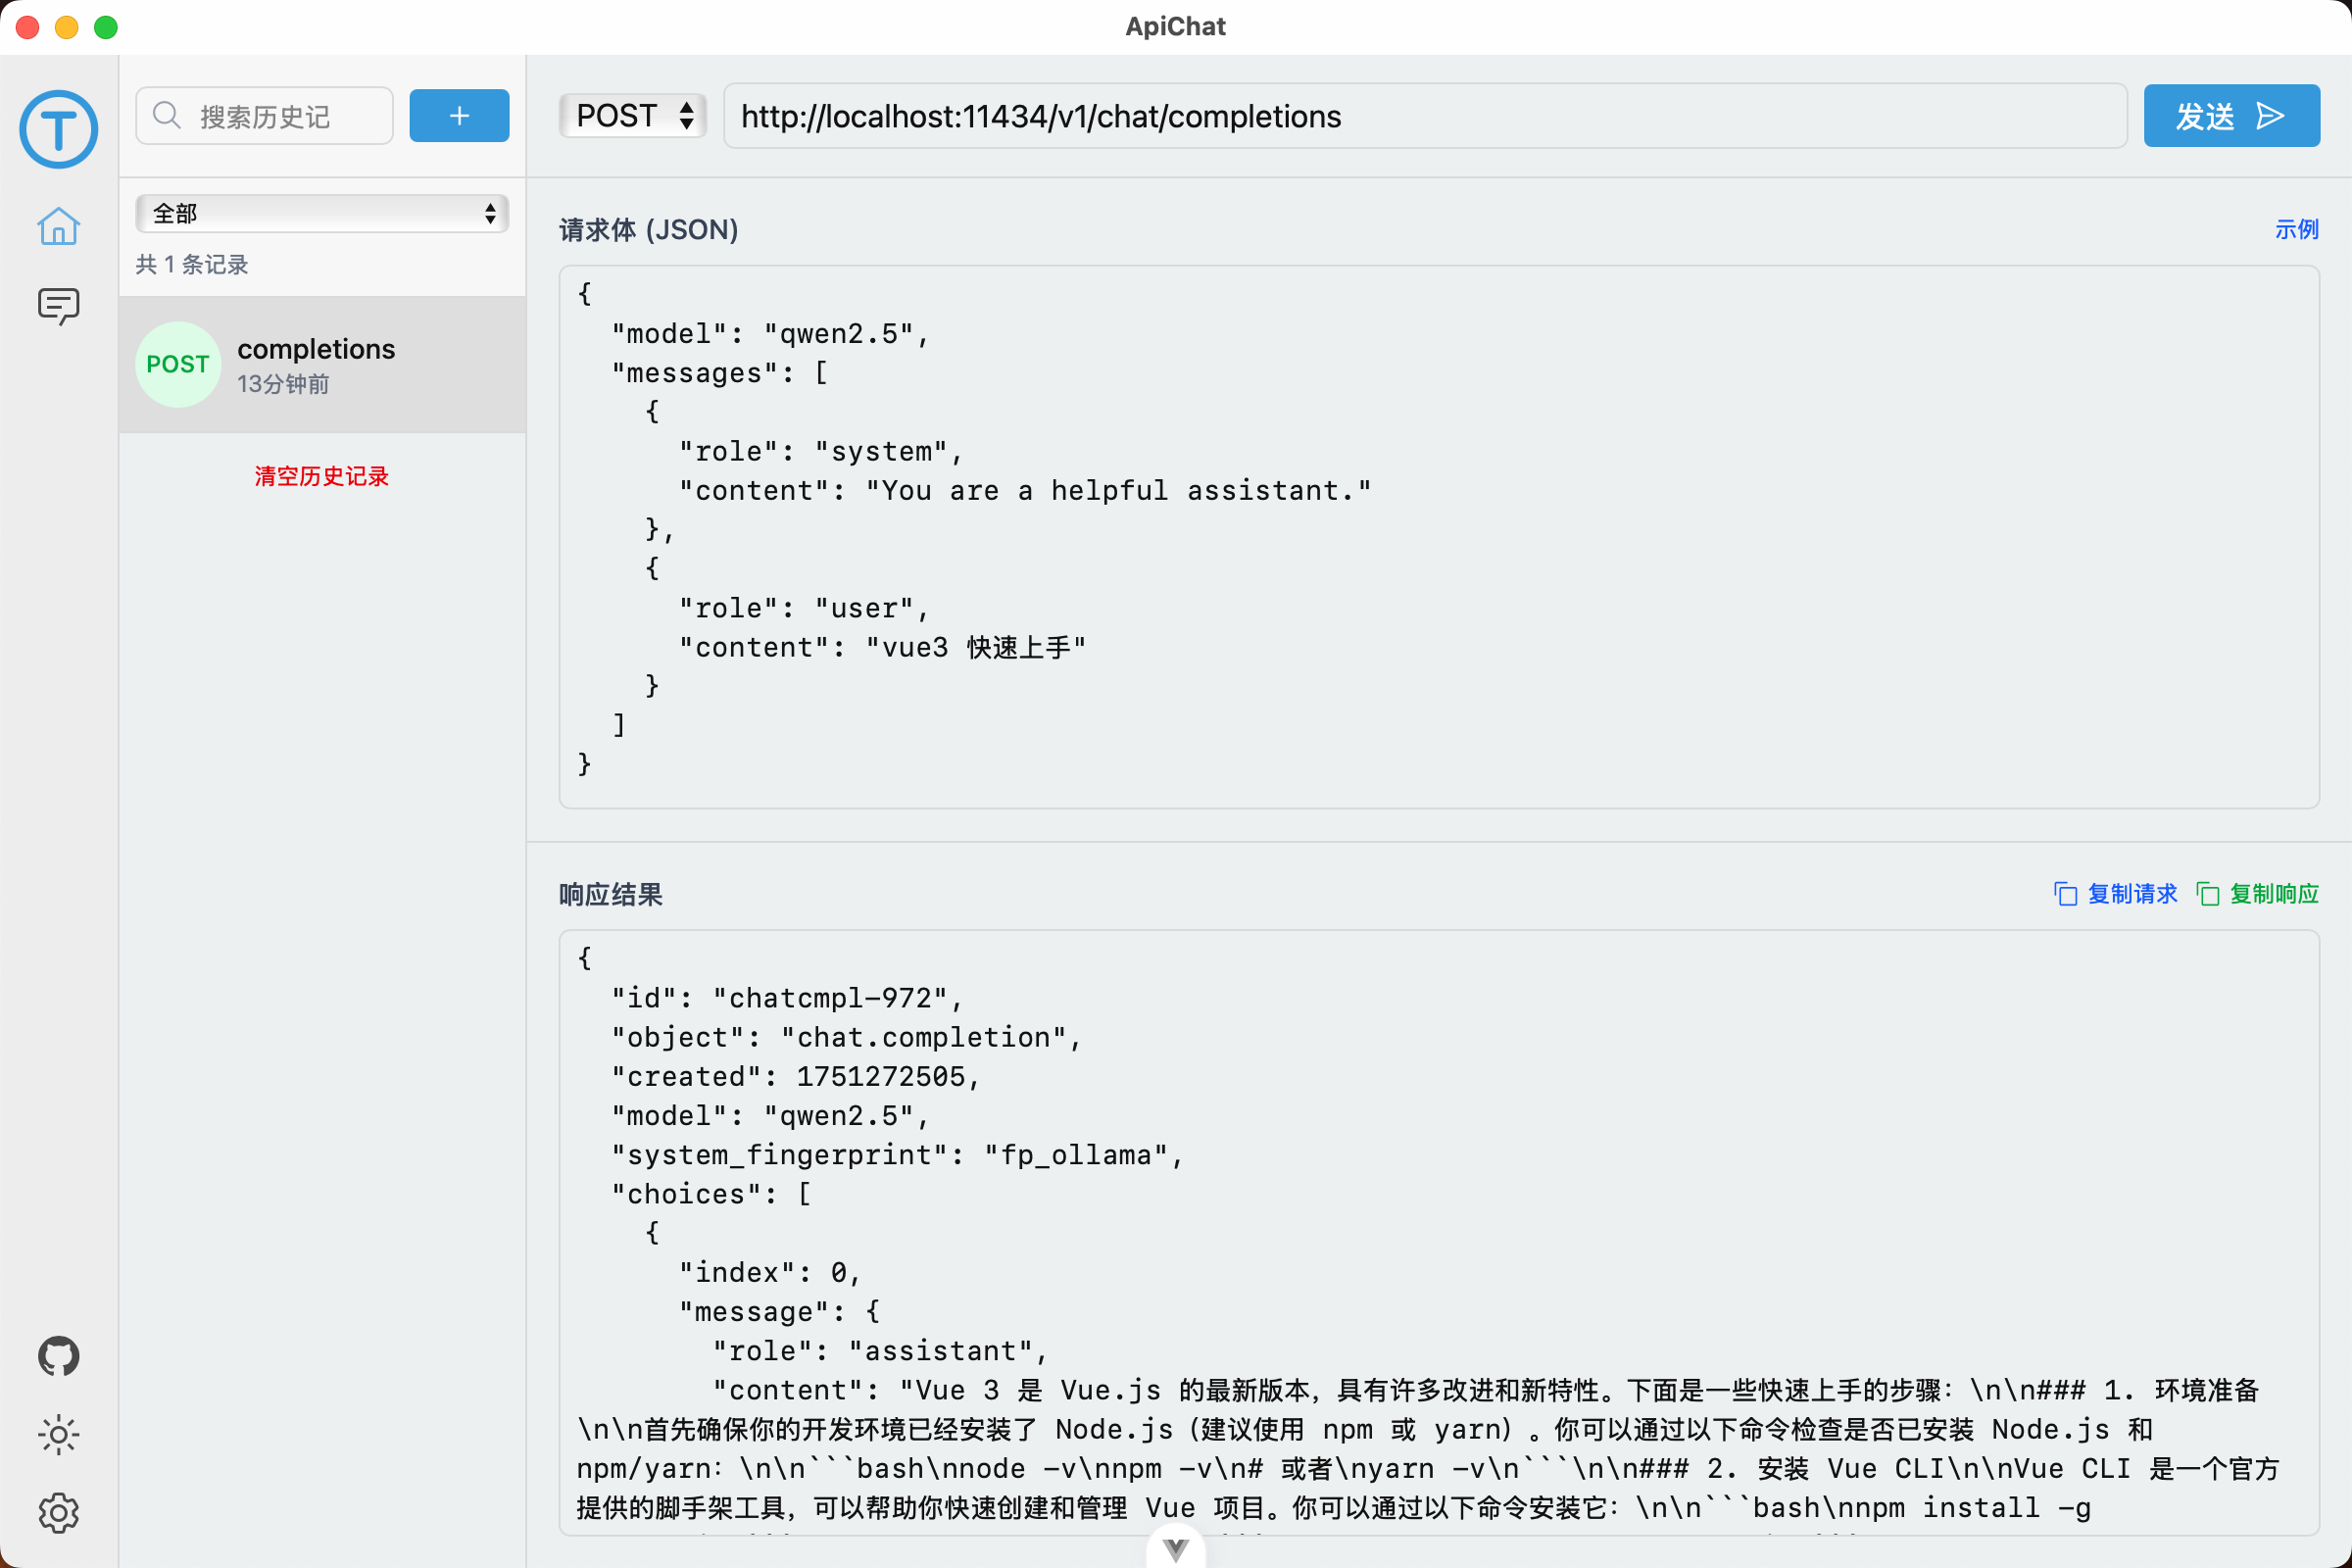 ApiChat
T
搜索历史记
+
POST
http://localhost:11434/v1/chat/completions
发送
全部
共 1 条记录
POST
completions
13分钟前
清空历史记录
请求体 (JSON)
示例
{
  "model": "qwen2.5",
  "messages": [
    {
      "role": "system",
      "content": "You are a helpful assistant."
    },
    {
      "role": "user",
      "content": "vue3 快速上手"
    }
  ]
}
响应结果
复制请求
复制响应
{
  "id": "chatcmpl-972",
  "object": "chat.completion",
  "created": 1751272505,
  "model": "qwen2.5",
  "system_fingerprint": "fp_ollama",
  "choices": [
    {
      "index": 0,
      "message": {
        "role": "assistant",
        "content": "Vue 3 是 Vue.js 的最新版本，具有许多改进和新特性。下面是一些快速上手的步骤：\n\n### 1. 环境准备
\n\n首先确保你的开发环境已经安装了 Node.js（建议使用 npm 或 yarn）。你可以通过以下命令检查是否已安装 Node.js 和
npm/yarn：\n\n```bash\nnode -v\nnpm -v\n# 或者\nyarn -v\n```\n\n### 2. 安装 Vue CLI\n\nVue CLI 是一个官方
提供的脚手架工具，可以帮助你快速创建和管理 Vue 项目。你可以通过以下命令安装它：\n\n```bash\nnpm install -g